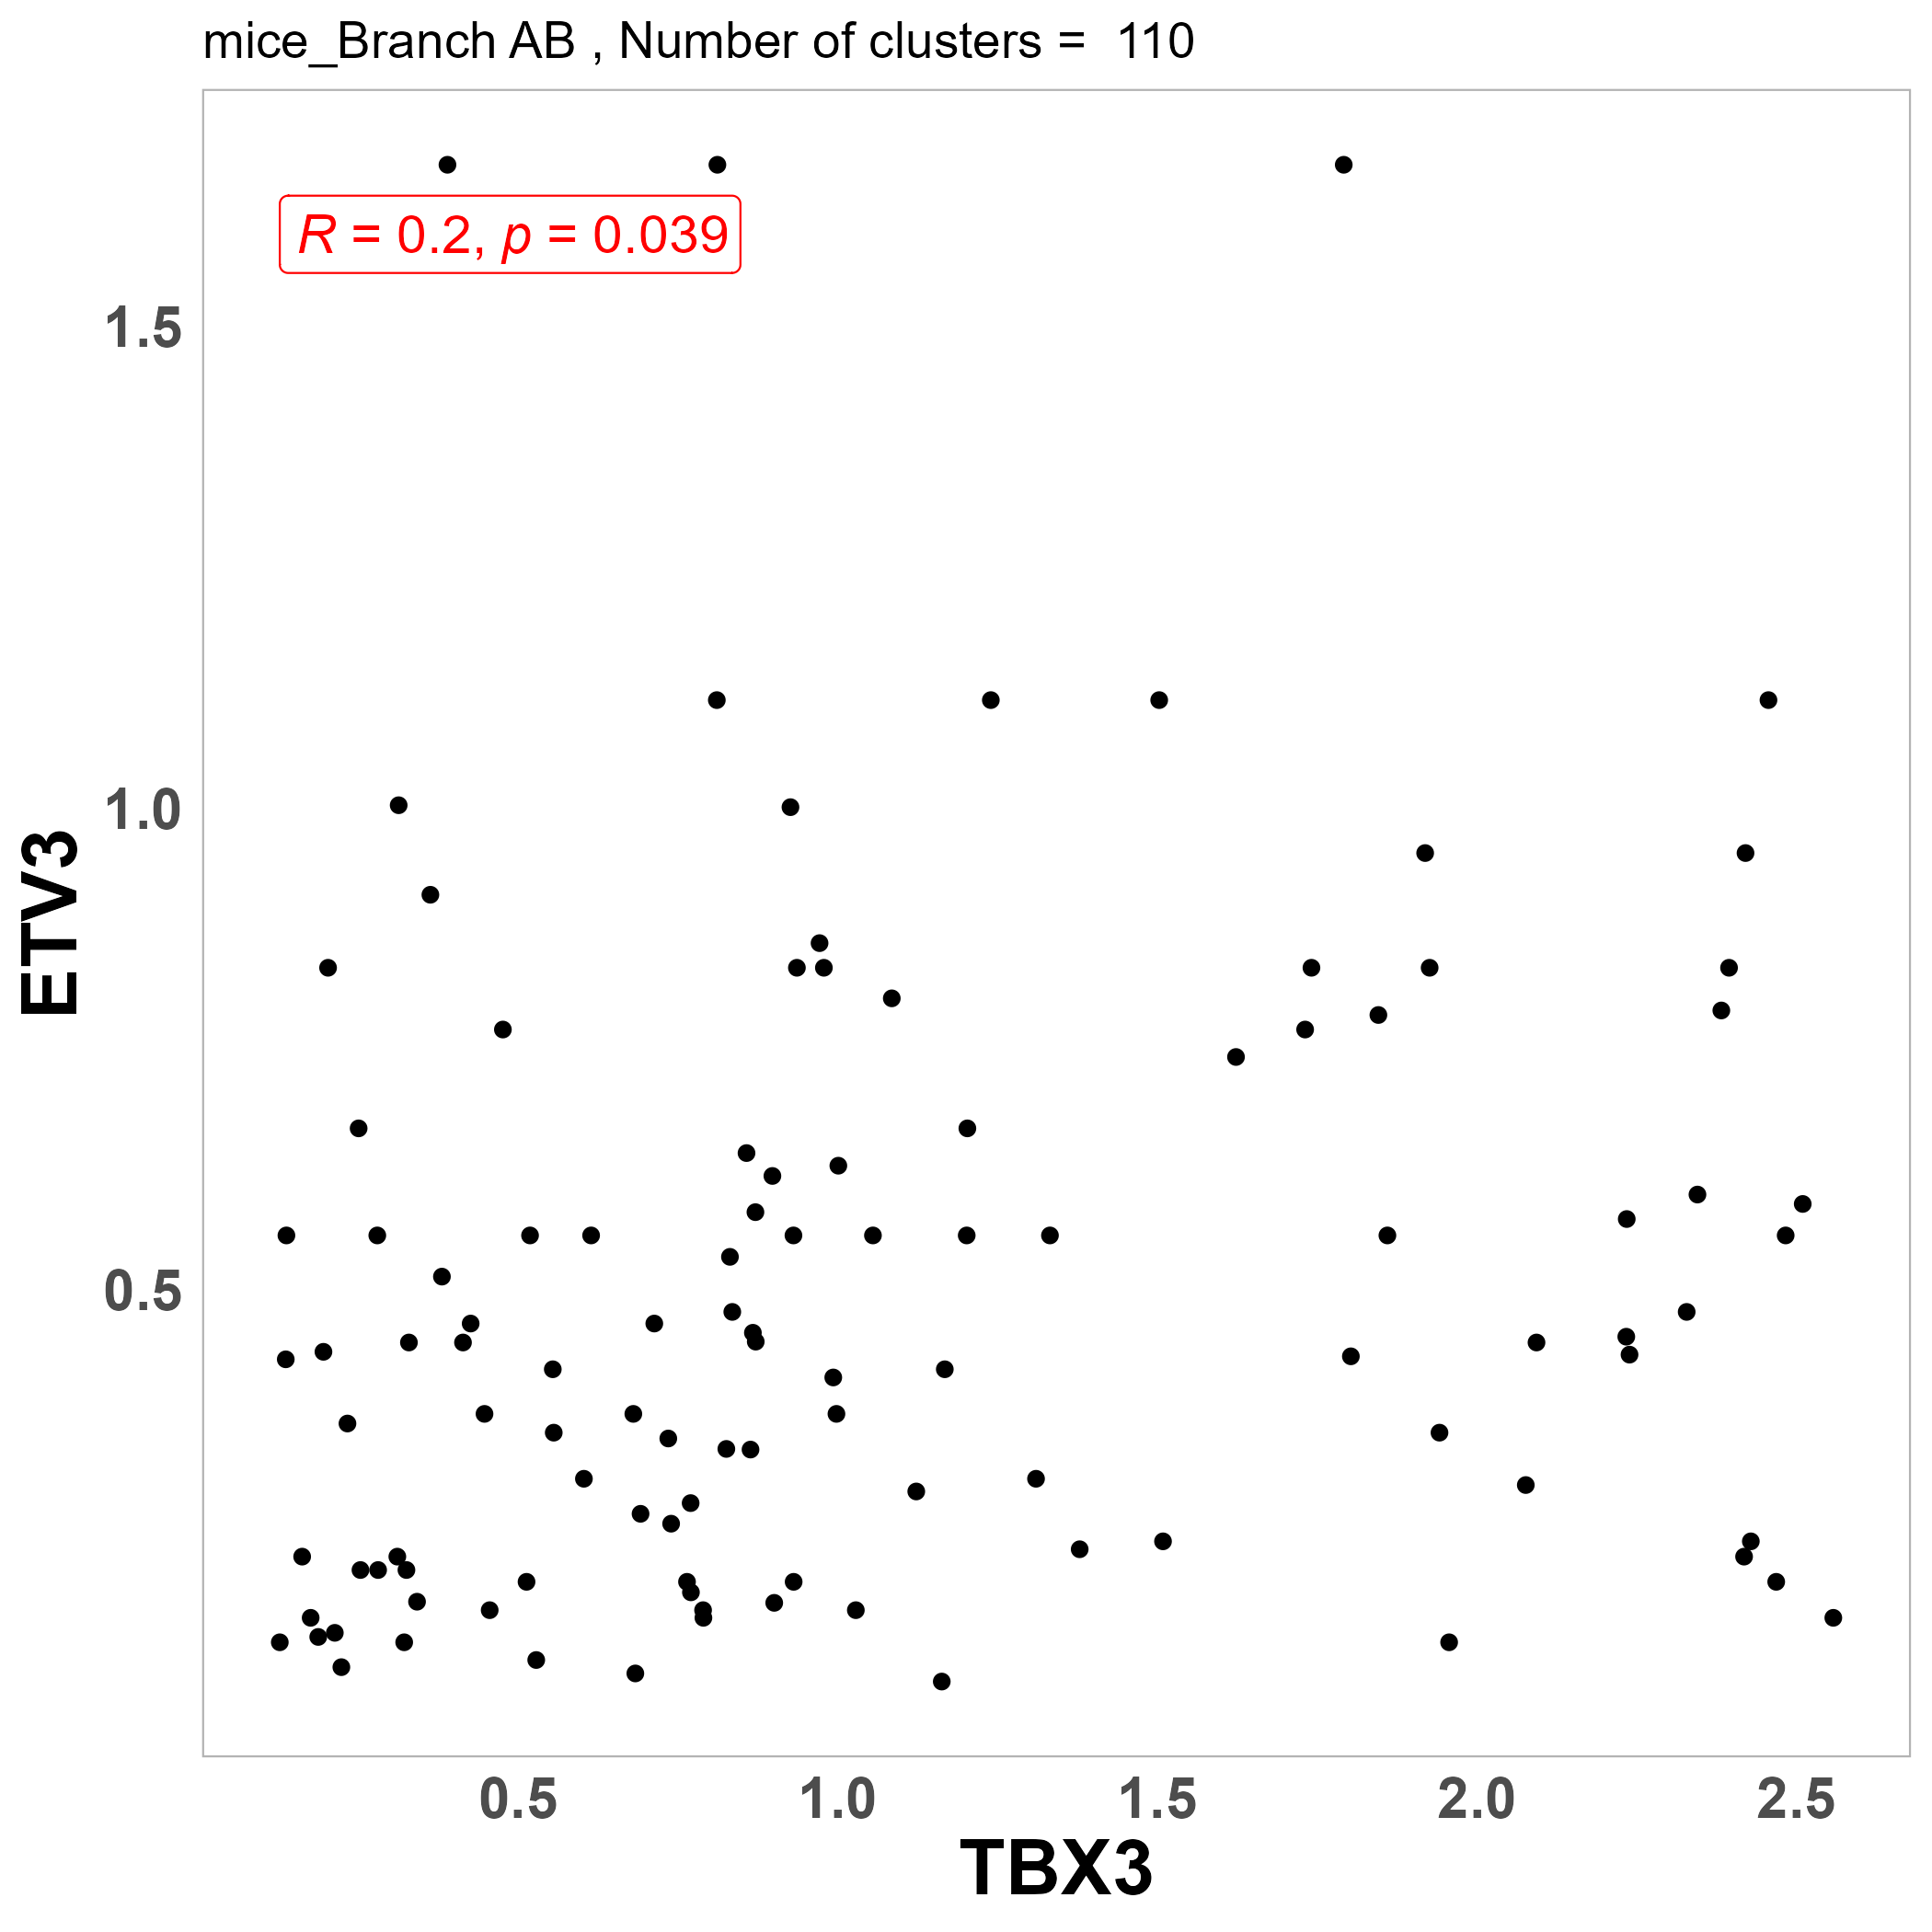 mice_Branch AB , Number of clusters =  110
R = 0.2, p = 0.039
1.5
1.0
0.5
ETV3
0.5 1.0 1.5 2.0 2.5
TBX3